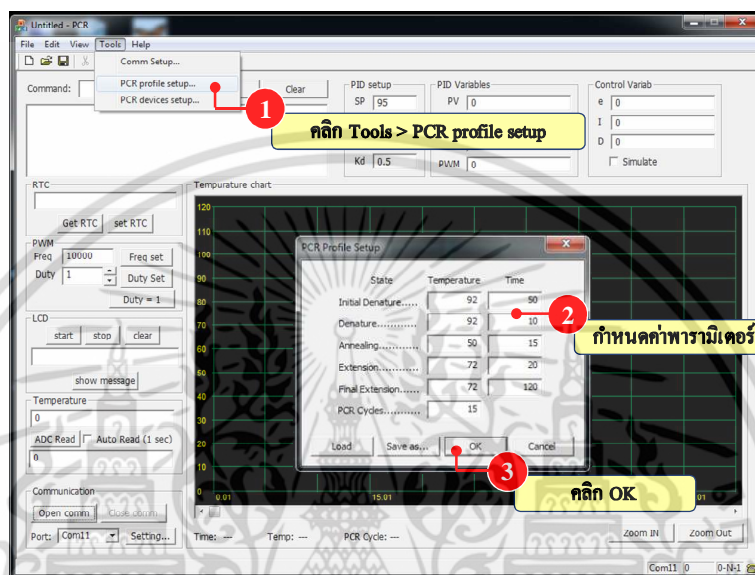 Untitled - PCR
File Edit View Tools Help
Comm Setup...
PCR profile setup...
PCR devices setup...
Command:
Clear
PID setup
SP 95
Kd 0.5
PID Variables
PV 0
PWM 0
Control Variab
e 0
I 0
D 0
Simulate
1
คลิก Tools > PCR profile setup
RTC
Get RTC set RTC
PWM
Freq 10000 Freq set
Duty 1 Duty Set
Duty = 1
LCD
start stop clear
show message
Temperature
0
ADC Read Auto Read (1 sec)
0
Communication
Open comm Close comm
Port: Com11 Setting...
Tempurature chart
120
110
100
90
80
70
60
50
40
30
20
10
0 0.01 15.01 01
PCR Profile Setup
State Temperature Time
Initial Denature..... 92 50
Denature............ 92 10
Annealing............ 50 15
Extension............ 72 20
Final Extension...... 72 120
PCR Cycles........... 15
Load Save as... OK Cancel
2
กำหนดค่าพารามิเตอร์
3
คลิก OK
Time: --- Temp: --- PCR Cycle: ---
Zoom IN Zoom Out
Com11 0 0-N-1